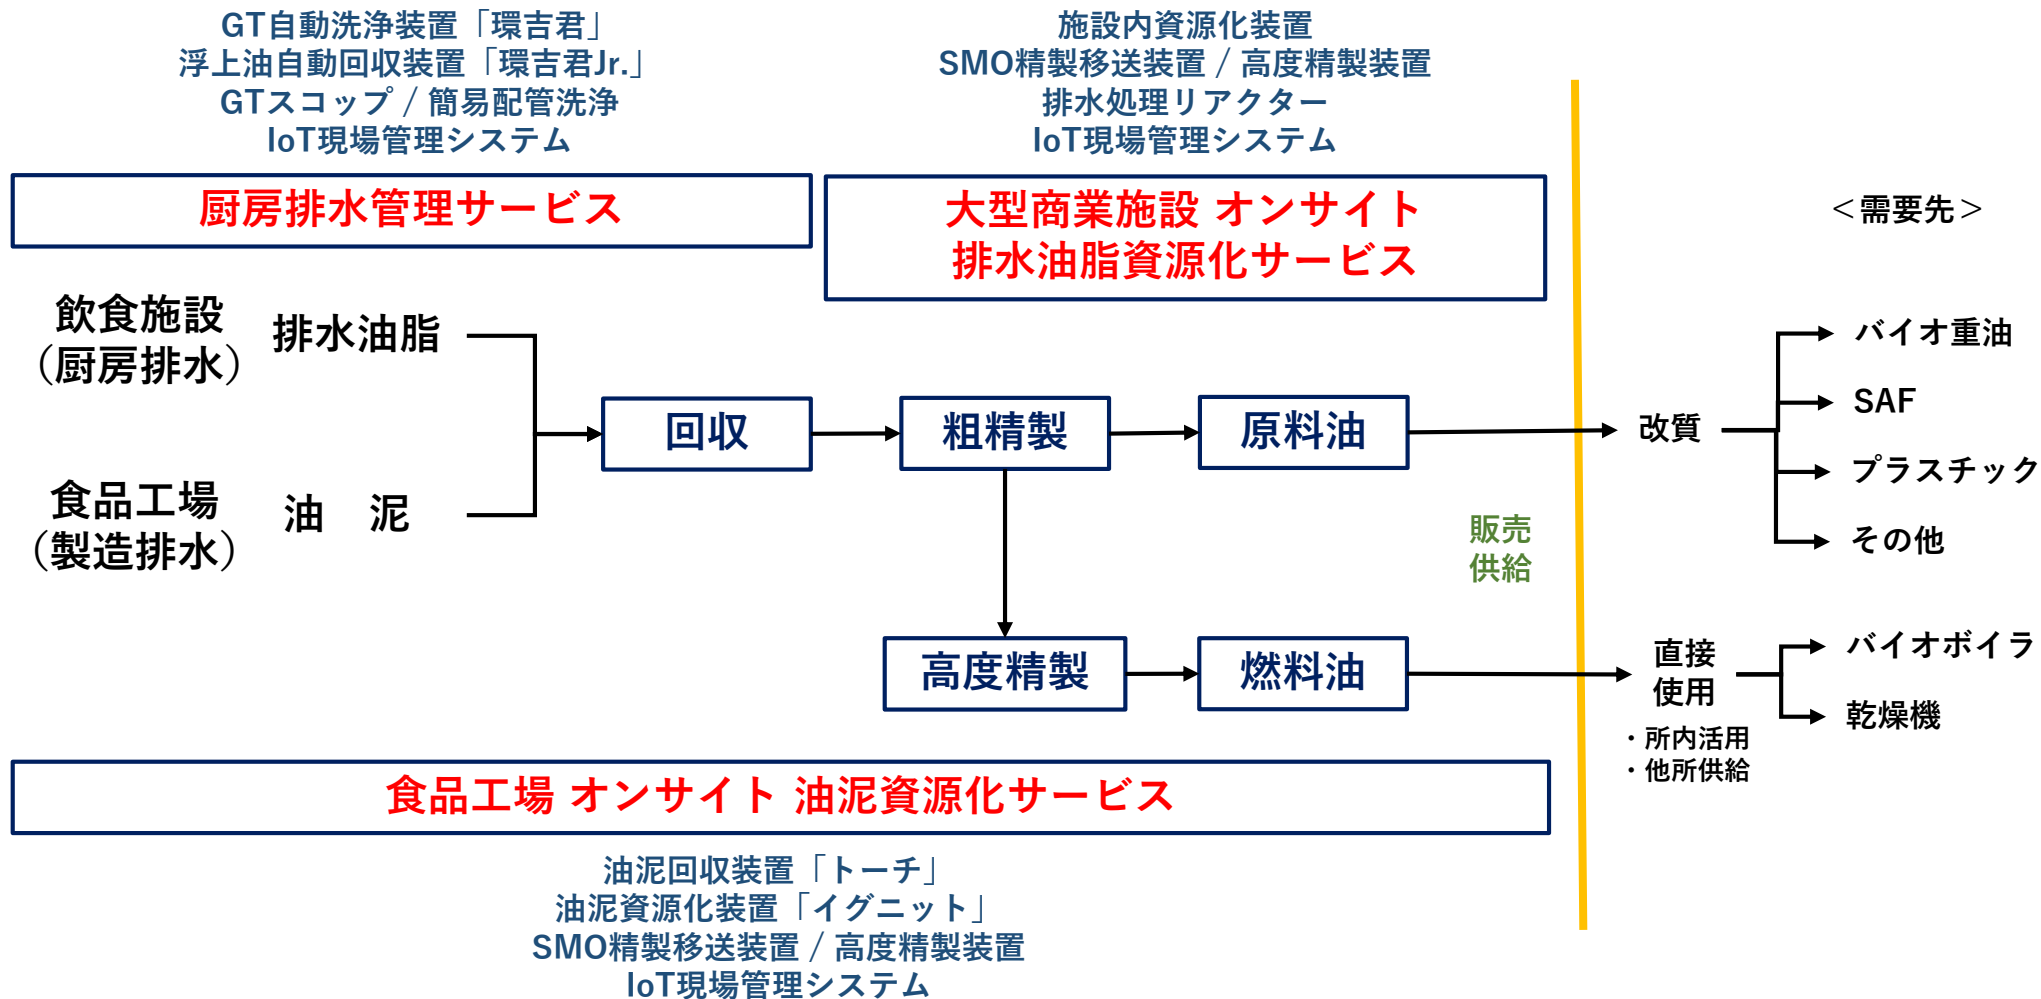 GT自動洗浄装置「環吉君」
浮上油自動回収装置「環吉君Jr.」
GTスコップ / 簡易配管洗浄
IoT現場管理システム
施設内資源化装置
SMO精製移送装置 / 高度精製装置
排水処理リアクター
IoT現場管理システム
厨房排水管理サービス
大型商業施設 オンサイト
排水油脂資源化サービス
＜需要先＞
飲食施設
（厨房排水）
排水油脂
食品工場
（製造排水）
油　泥
回収
粗精製
原料油
改質
バイオ重油
SAF
プラスチック
その他
販売
供給
高度精製
燃料油
直接
使用
・所内活用
・他所供給
バイオボイラ
乾燥機
食品工場 オンサイト 油泥資源化サービス
油泥回収装置「トーチ」
油泥資源化装置「イグニット」
SMO精製移送装置 / 高度精製装置
IoT現場管理システム